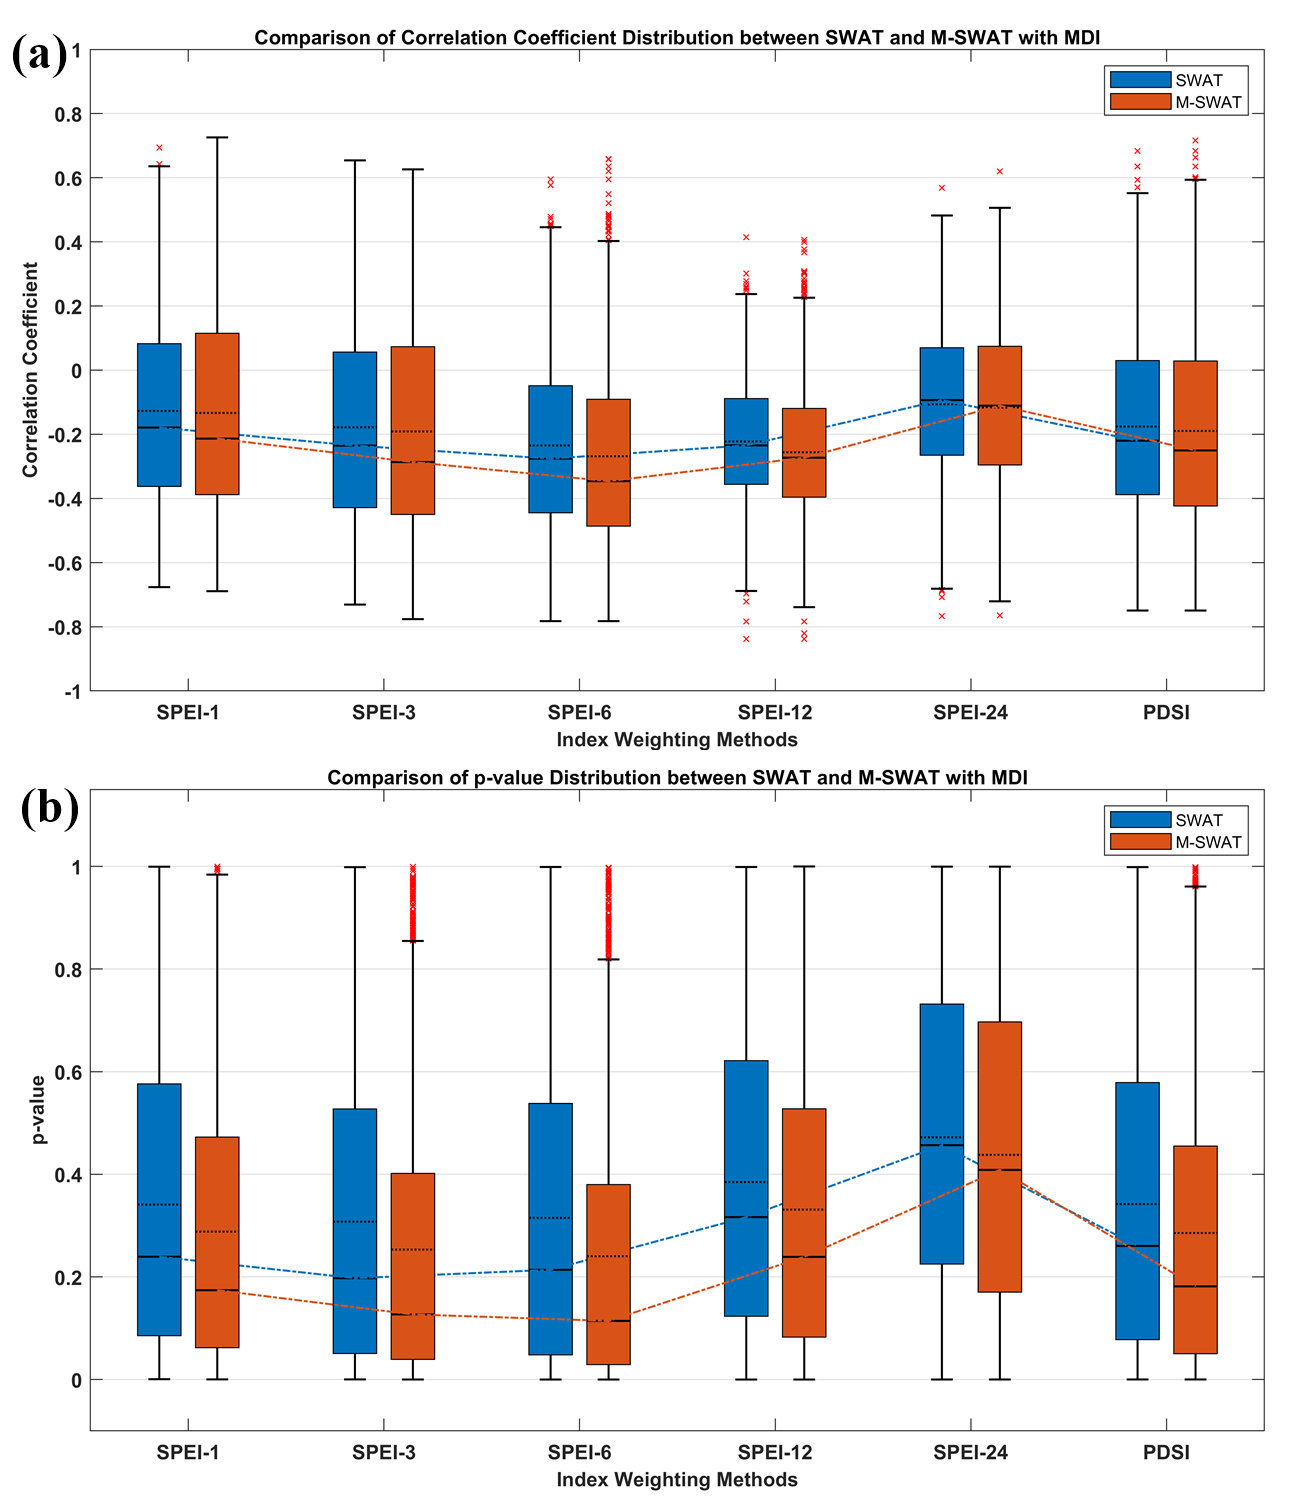 (a)
Comparison of Correlation Coefficient Distribution between SWAT and M-SWAT with MDI
SWAT
M-SWAT
1
0.8
0.6
0.4
0.2
0
-0.2
-0.4
-0.6
-0.8
-1
Correlation Coefficient
SPEI-1 SPEI-3 SPEI-6 SPEI-12 SPEI-24 PDSI
Index Weighting Methods
(b)
Comparison of p-value Distribution between SWAT and M-SWAT with MDI
SWAT
M-SWAT
1
0.8
0.6
0.4
0.2
0
p-value
SPEI-1 SPEI-3 SPEI-6 SPEI-12 SPEI-24 PDSI
Index Weighting Methods